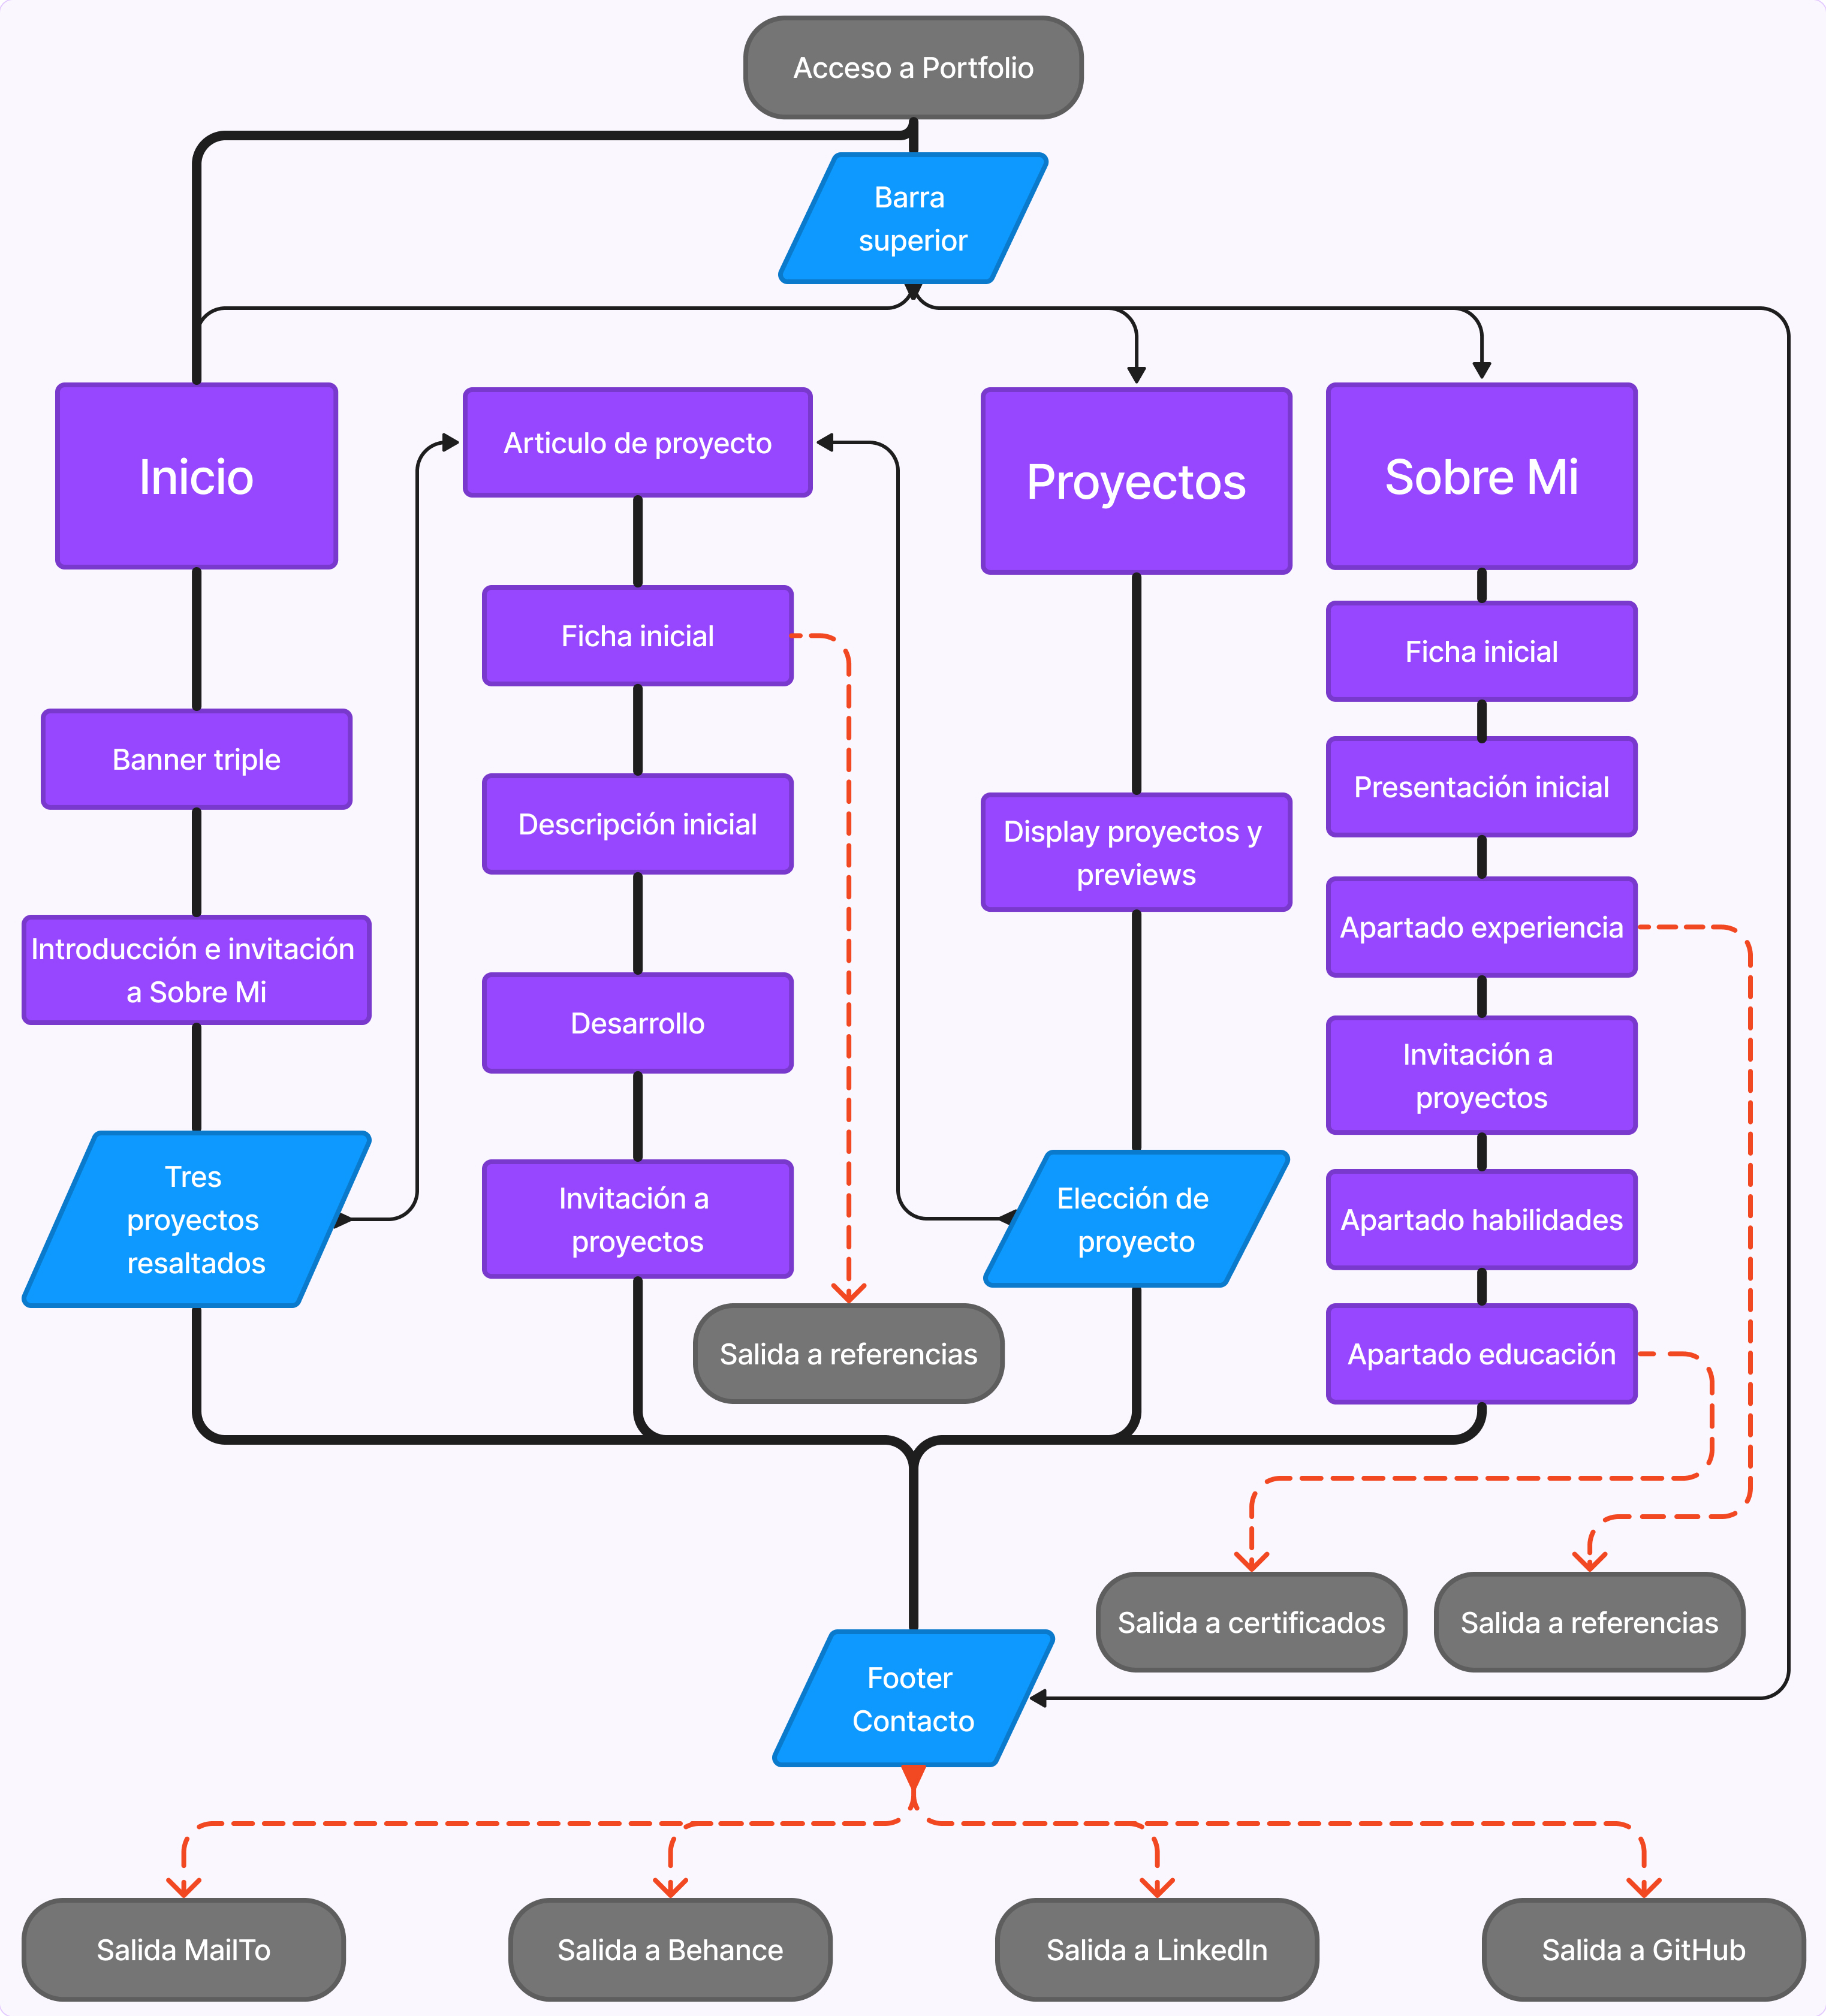 Acceso a Portfolio
Barra
superior
Inicio
Banner triple
Introducción e invitación
a Sobre Mi
Tres
proyectos
resaltados
Articulo de proyecto
Ficha inicial
Descripción inicial
Desarrollo
Invitación a
proyectos
Salida a referencias
Proyectos
Display proyectos y
previews
Elección de
proyecto
Sobre Mi
Ficha inicial
Presentación inicial
Apartado experiencia
Invitación a
proyectos
Apartado habilidades
Apartado educación
Salida a certificados
Salida a referencias
Footer
Contacto
Salida MailTo
Salida a Behance
Salida a LinkedIn
Salida a GitHub